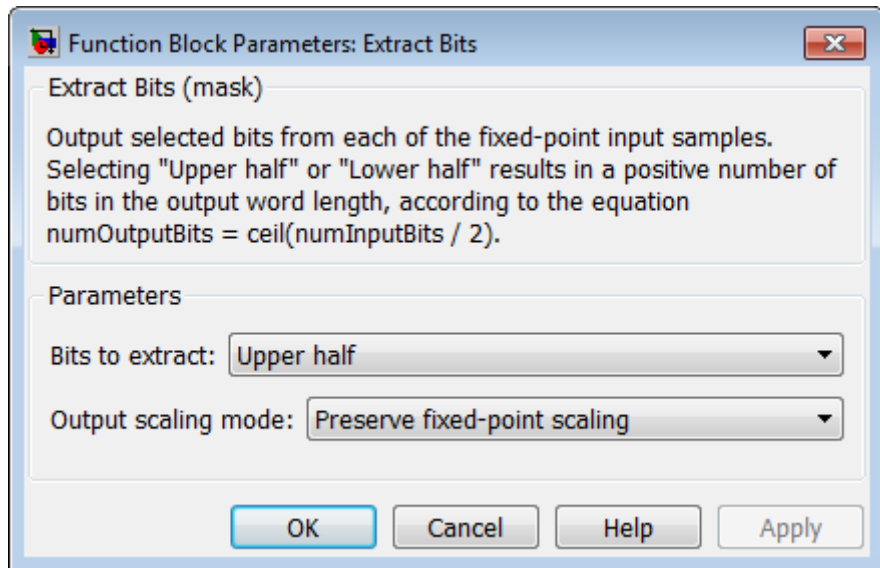 Function Block Parameters: Extract Bits
Extract Bits (mask)
Output selected bits from each of the fixed-point input samples.
Selecting "Upper half" or "Lower half" results in a positive number of
bits in the output word length, according to the equation
numOutputBits = ceil(numInputBits / 2).
Parameters
Bits to extract: Upper half
Output scaling mode: Preserve fixed-point scaling
OK Cancel Help Apply